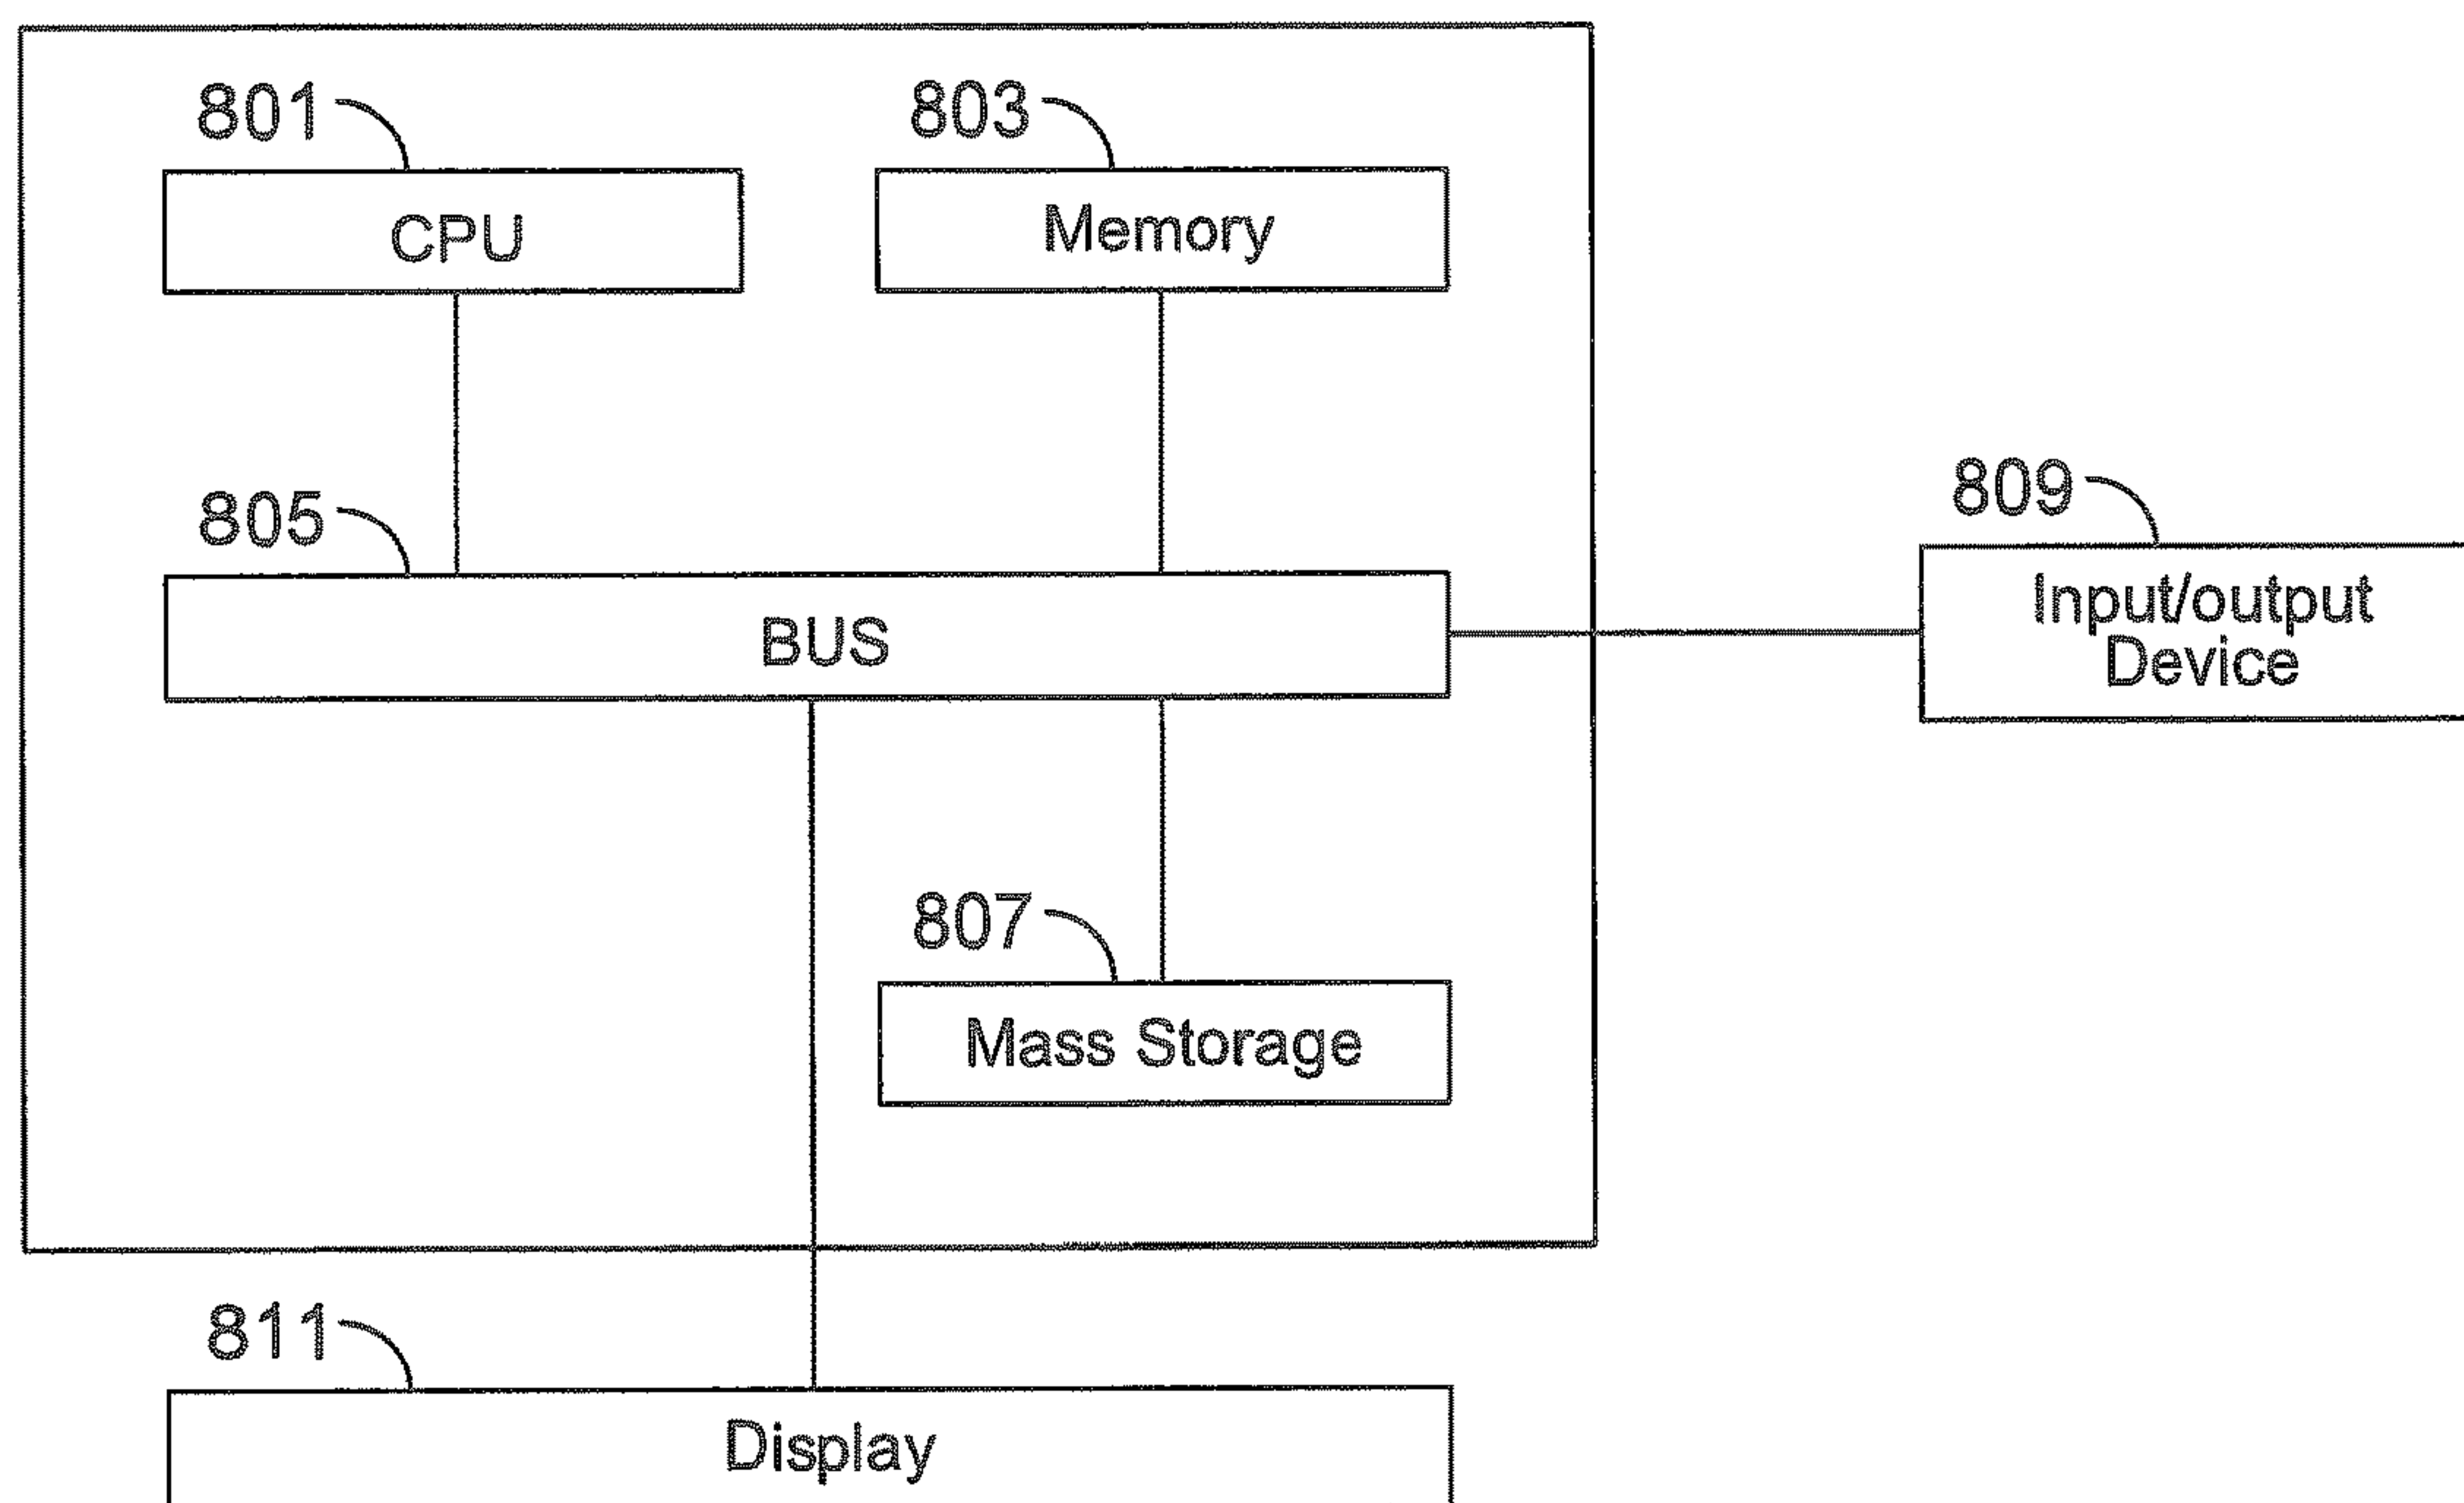 801
803
CPU
Memory
805
809
BUS
Input/output
Device
807
Mass Storage
811
Display